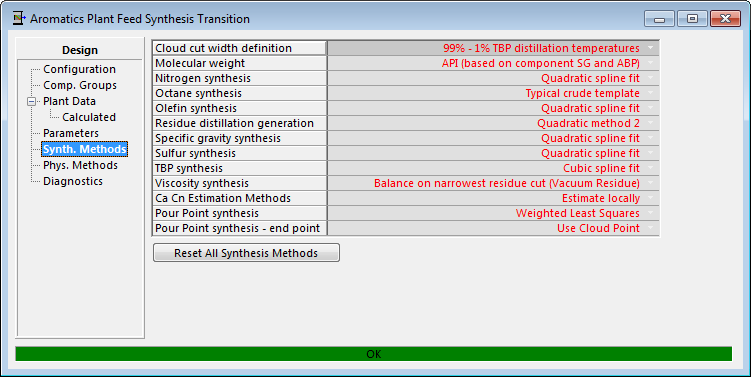 Aromatics Plant Feed Synthesis Transition
Design
Configuration
Comp. Groups
Plant Data
Calculated
Parameters
Synth. Methods
Phys. Methods
Diagnostics
Cloud cut width definition 99% - 1% TBP distillation temperatures
Molecular weight API (based on component SG and ABP)
Nitrogen synthesis Quadratic spline fit
Octane synthesis Typical crude template
Olefin synthesis Quadratic spline fit
Residue distillation generation Quadratic method 2
Specific gravity synthesis Quadratic spline fit
Sulfur synthesis Quadratic spline fit
TBP synthesis Cubic spline fit
Viscosity synthesis Balance on narrowest residue cut (Vacuum Residue)
Ca Cn Estimation Methods Estimate locally
Pour Point synthesis Weighted Least Squares
Pour Point synthesis - end point Use Cloud Point
Reset All Synthesis Methods
OK